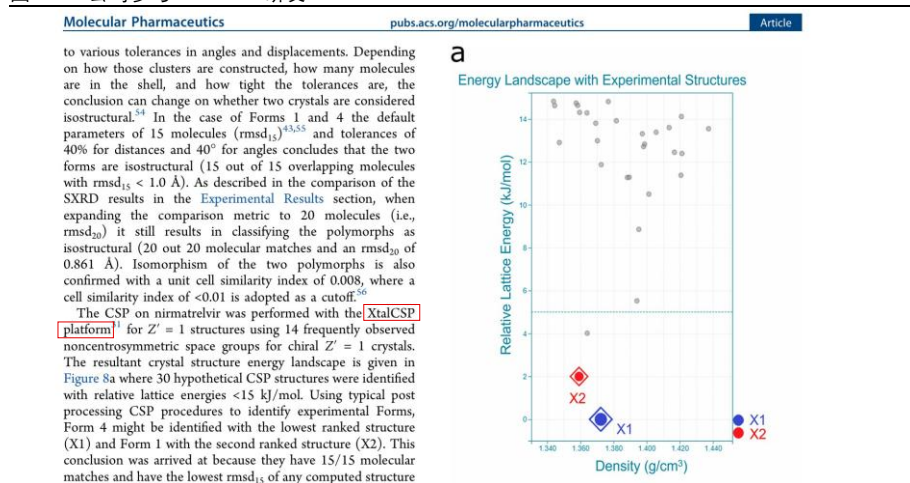 Molecular Pharmaceutics
pubs.acs.org/molecularpharmaceutics
Article
to various tolerances in angles and displacements. Depending
on how those clusters are constructed, how many molecules
are in the shell, and how tight the tolerances are, the
conclusion can change on whether two crystals are considered
isostructural.54 In the case of Forms 1 and 4 the default
parameters of 15 molecules (rmsd15)43,55 and tolerances of
40% for distances and 40° for angles concludes that the two
forms are isostructural (15 out of 15 overlapping molecules
with rmsd15 < 1.0 Å). As described in the comparison of the
SXRD results in the Experimental Results section, when
expanding the comparison metric to 20 molecules (i.e.,
rmsd20) it still results in classifying the polymorphs as
isostructural (20 out 20 molecular matches and an rmsd20 of
0.861 Å). Isomorphism of the two polymorphs is also
confirmed with a unit cell similarity index of 0.008, where a
cell similarity index of <0.01 is adopted as a cutoff.56
The CSP on nirmatrelvir was performed with the XtalCSP
platform31 for Z′ = 1 structures using 14 frequently observed
noncentrosymmetric space groups for chiral Z′ = 1 crystals.
The resultant crystal structure energy landscape is given in
Figure 8a where 30 hypothetical CSP structures were identified
with relative lattice energies <15 kJ/mol. Using typical post
processing CSP procedures to identify experimental Forms,
Form 4 might be identified with the lowest ranked structure
(X1) and Form 1 with the second ranked structure (X2). This
conclusion was arrived at because they have 15/15 molecular
matches and have the lowest rmsd15 of any computed structure
a
Energy Landscape with Experimental Structures
Relative Lattice Energy (kJ/mol)
14
12
10
8
6
4
2
0
X2
X1
X1
X2
1.340 1.360 1.380 1.400 1.420 1.440
Density (g/cm3)